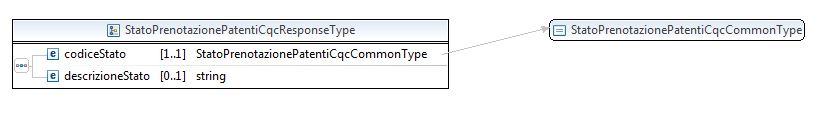 StatoPrenotazionePatentiCqcResponseType
e codiceStato [1..1] StatoPrenotazionePatentiCqcCommonType
e descrizioneStato [0..1] string
StatoPrenotazionePatentiCqcCommonType